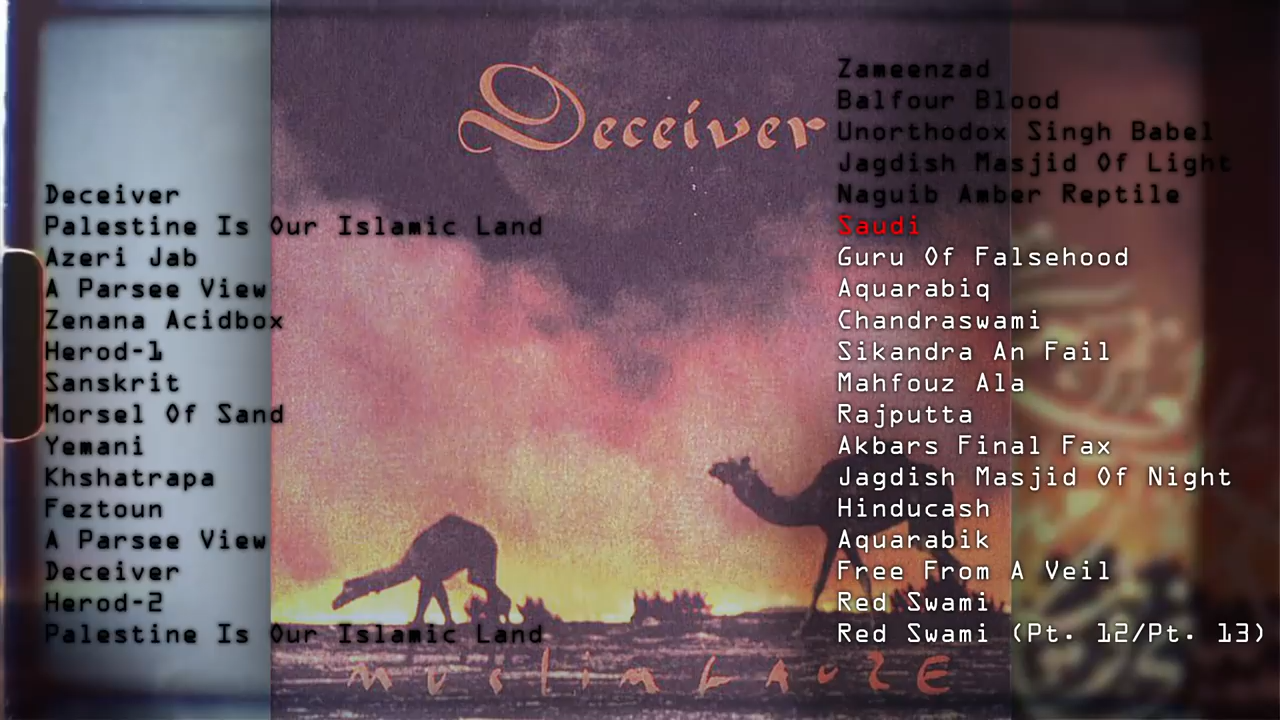 Deceiver
Deceiver
Palestine Is Our Islamic Land
Azeri Jab
A Parsee View
Zenana Acidbox
Herod-1
Sanskrit
Morsel Of Sand
Yemani
Khshatrapa
Feztoun
A Parsee View
Deceiver
Herod-2
Palestine Is Our Islamic Land
Zameenzad
Balfour Blood
Unorthodox Singh Babel
Jagdish Masjid Of Light
Naguib Amber Reptile
Saudi
Guru Of Falsehood
Aquarabiq
Chandraswami
Sikandra An Fail
Mahfouz Ala
Rajputta
Akbars Final Fax
Jagdish Masjid Of Night
Hinducash
Aquarabik
Free From A Veil
Red Swami
Red Swami (Pt. 12/Pt. 13)
muslimGAUZE